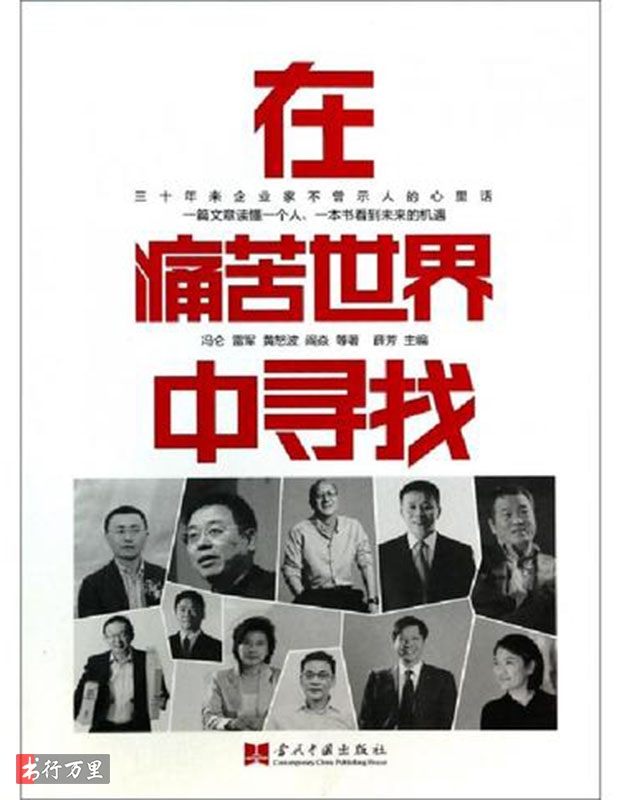 在
三十年来企业家不曾示人的心里话
一篇文章读懂一个人、一本书看到未来的机遇
痛苦世界
冯仑 雷军 黄怒波 阎焱 等著 薛芳 主编
中寻找
当代中国出版社
Contemporary China Publishing House
书行万里